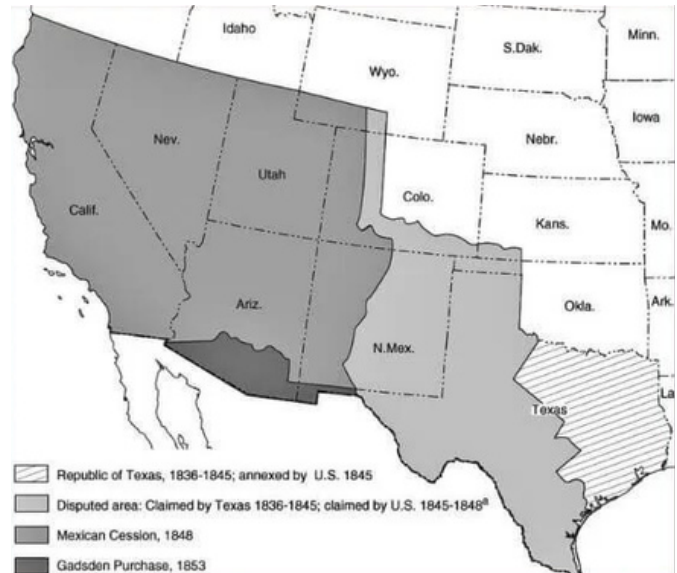 Idaho
Minn.
S.Dak.
Wyo.
Iowa
Nebr.
Nev.
Utah
Colo.
Calif.
Kans.
Mo.
Ariz.
Okla.
Ark.
N.Mex.
La
Texas
Republic of Texas, 1836-1845; annexed by U.S. 1845
Disputed area: Claimed by Texas 1836-1845; claimed by U.S. 1845-1848ª
Mexican Cession, 1848
Gadsden Purchase, 1853